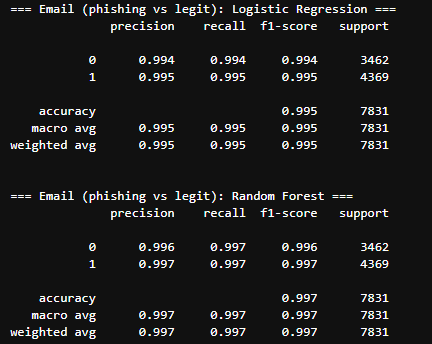 === Email (phishing vs legit): Logistic Regression ===
precision recall f1-score support
0 0.994 0.994 0.994 3462
1 0.995 0.995 0.995 4369
accuracy 0.995 7831
macro avg 0.995 0.995 0.995 7831
weighted avg 0.995 0.995 0.995 7831
=== Email (phishing vs legit): Random Forest ===
precision recall f1-score support
0 0.996 0.997 0.996 3462
1 0.997 0.997 0.997 4369
accuracy 0.997 7831
macro avg 0.997 0.997 0.997 7831
weighted avg 0.997 0.997 0.997 7831